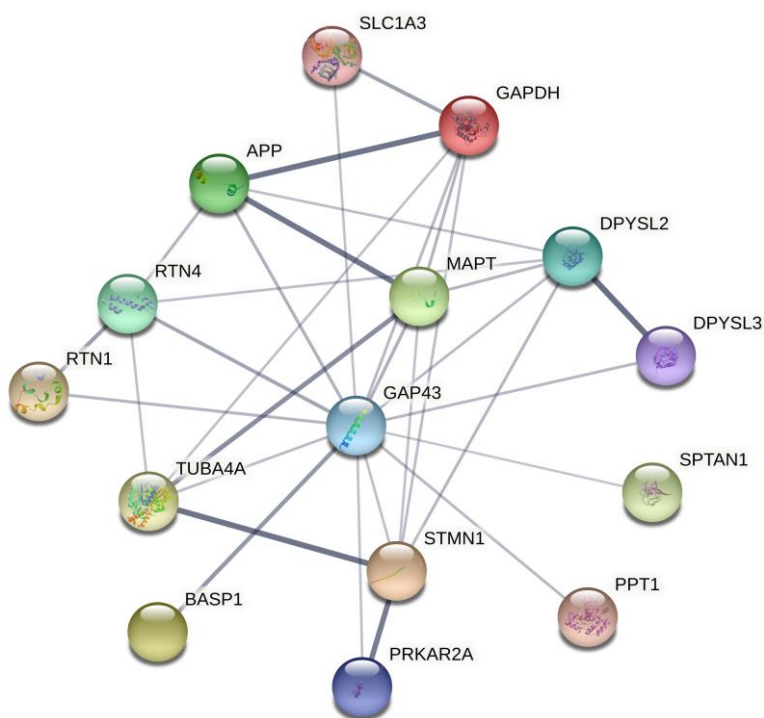 SLC1A3
GAPDH
APP
DPYSL2
MAPT
RTN4
DPYSL3
RTN1
GAP43
SPTAN1
TUBA4A
STMN1
PPT1
BASP1
PRKAR2A